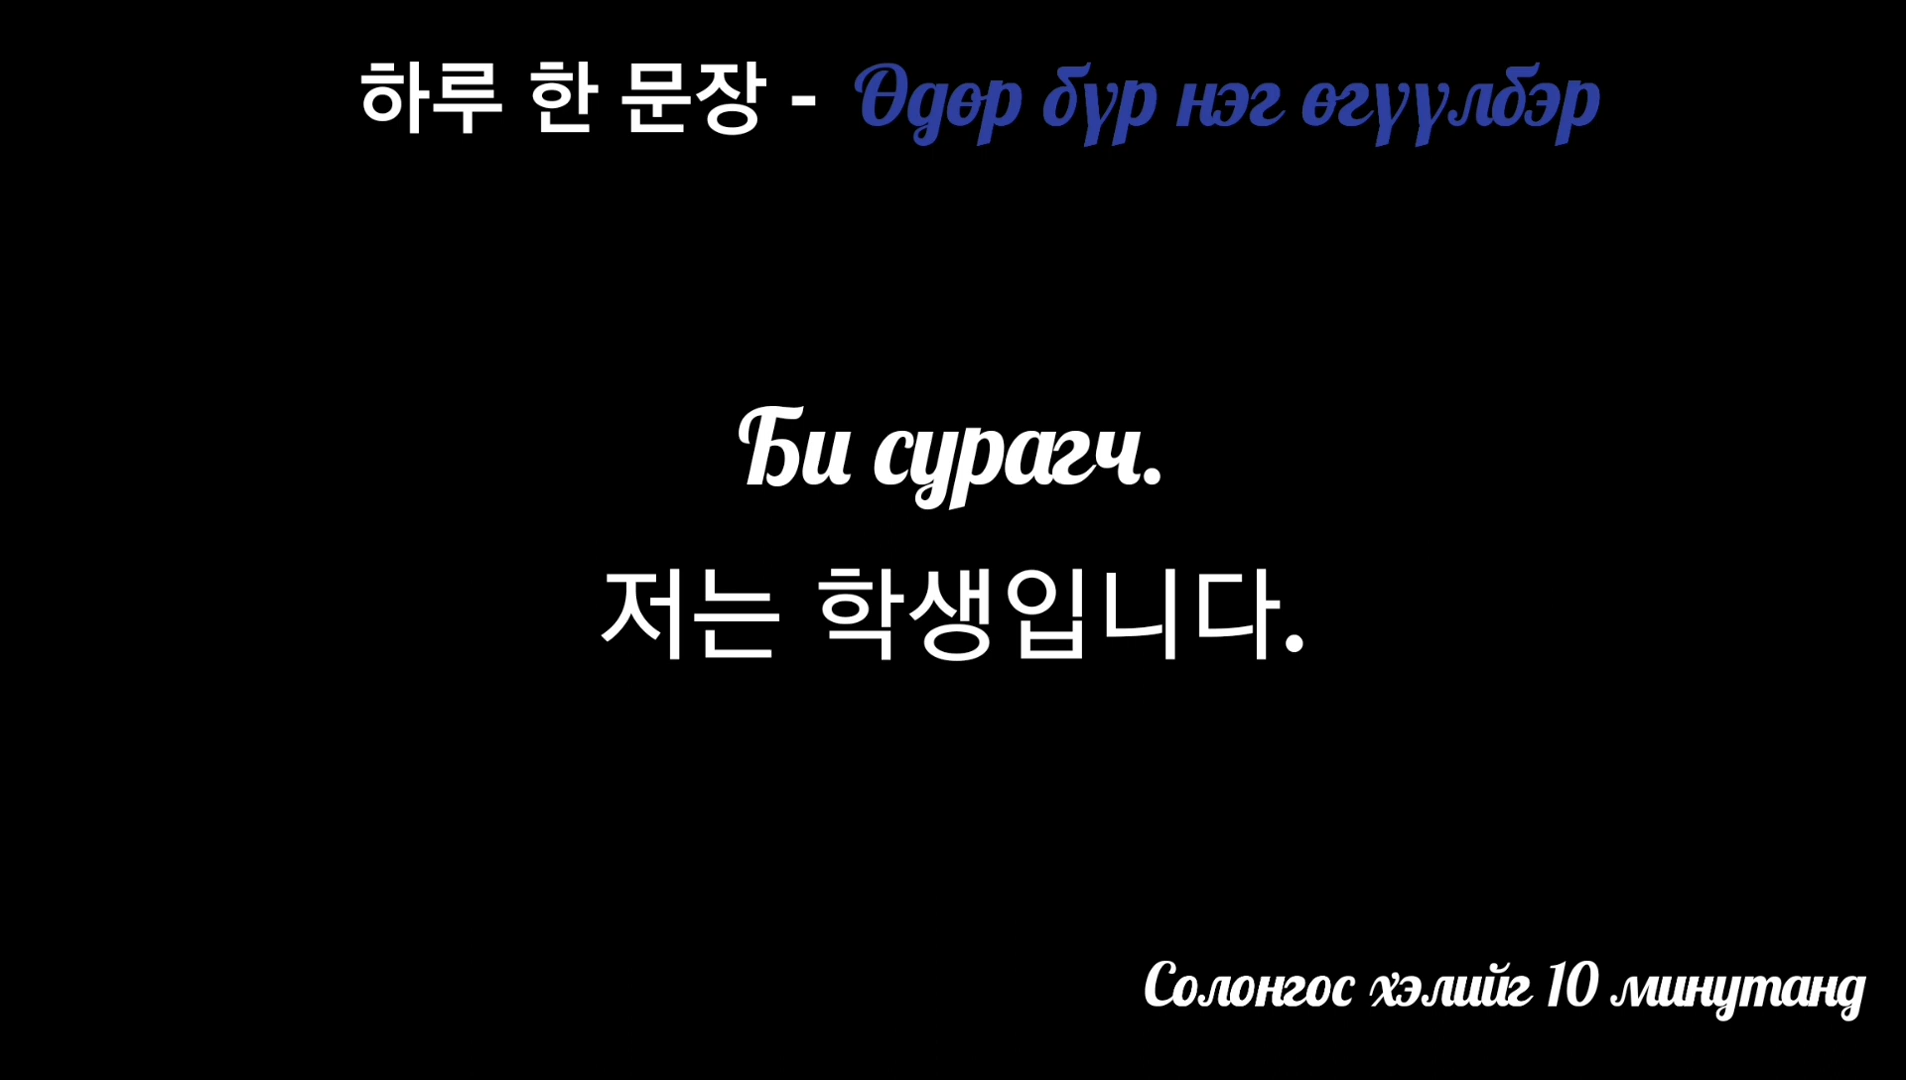 하루 한 문장 - Өдөр бүр нэг өгүүлбэр
Би сурагч.
저는 학생입니다.
Солонгос хэлийг 10 минутанд